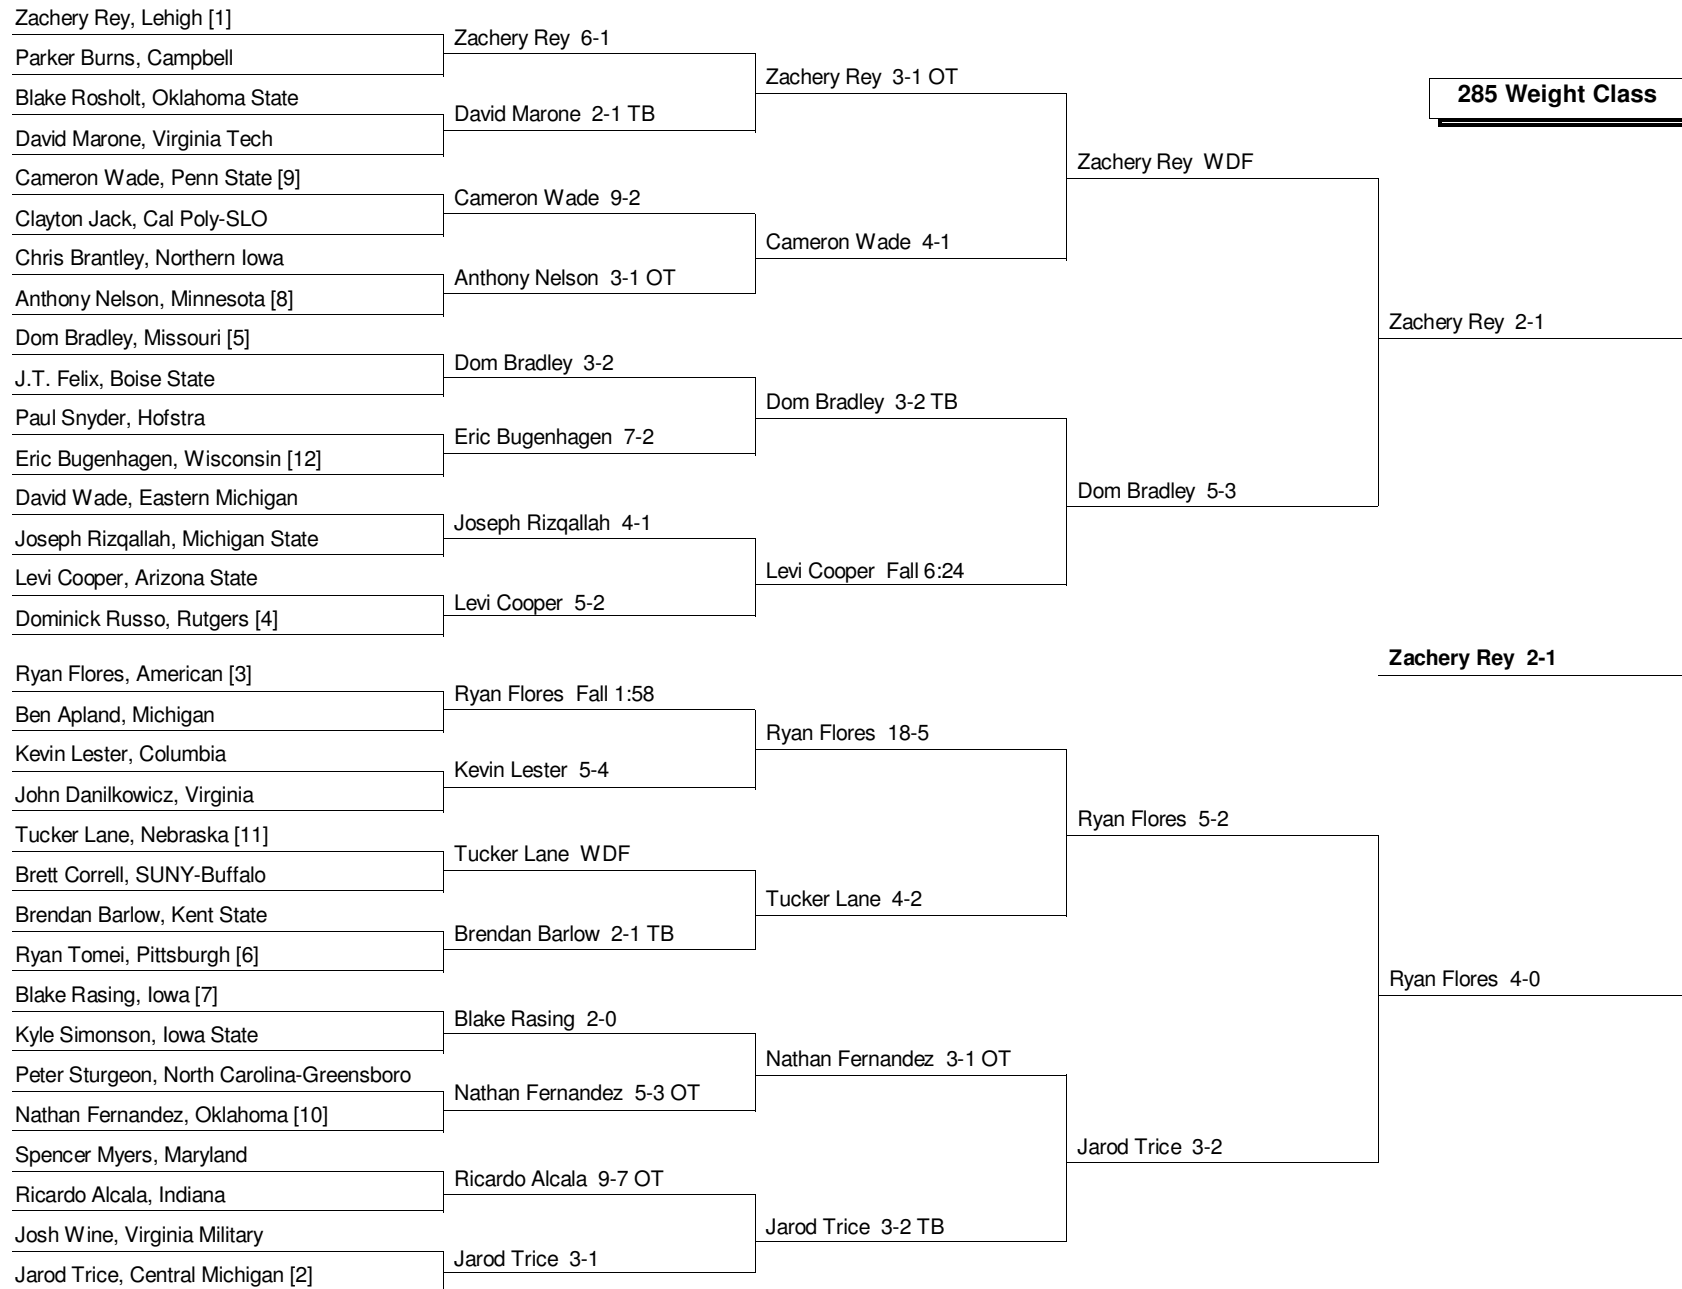 Zachery Rey, Lehigh [1]
Parker Burns, Campbell
Blake Rosholt, Oklahoma State
David Marone, Virginia Tech
Cameron Wade, Penn State [9]
Clayton Jack, Cal Poly-SLO
Chris Brantley, Northern Iowa
Anthony Nelson, Minnesota [8]
Dom Bradley, Missouri [5]
J.T. Felix, Boise State
Paul Snyder, Hofstra
Eric Bugenhagen, Wisconsin [12]
David Wade, Eastern Michigan
Joseph Rizqallah, Michigan State
Levi Cooper, Arizona State
Dominick Russo, Rutgers [4]
Ryan Flores, American [3]
Ben Apland, Michigan
Kevin Lester, Columbia
John Danilkowicz, Virginia
Tucker Lane, Nebraska [11]
Brett Correll, SUNY-Buffalo
Brendan Barlow, Kent State
Ryan Tomei, Pittsburgh [6]
Blake Rasing, Iowa [7]
Kyle Simonson, Iowa State
Peter Sturgeon, North Carolina-Greensboro
Nathan Fernandez, Oklahoma [10]
Spencer Myers, Maryland
Ricardo Alcala, Indiana
Josh Wine, Virginia Military
Jarod Trice, Central Michigan [2]
Zachery Rey 6-1
David Marone 2-1 TB
Cameron Wade 9-2
Anthony Nelson 3-1 OT
Dom Bradley 3-2
Eric Bugenhagen 7-2
Joseph Rizqallah 4-1
Levi Cooper 5-2
Ryan Flores Fall 1:58
Kevin Lester 5-4
Tucker Lane WDF
Brendan Barlow 2-1 TB
Blake Rasing 2-0
Nathan Fernandez 5-3 OT
Ricardo Alcala 9-7 OT
Jarod Trice 3-1
Zachery Rey 3-1 OT
Cameron Wade 4-1
Dom Bradley 3-2 TB
Levi Cooper Fall 6:24
Ryan Flores 18-5
Tucker Lane 4-2
Nathan Fernandez 3-1 OT
Jarod Trice 3-2 TB
Zachery Rey WDF
Dom Bradley 5-3
Ryan Flores 5-2
Jarod Trice 3-2
285 Weight Class
Zachery Rey 2-1
Zachery Rey 2-1
Ryan Flores 4-0